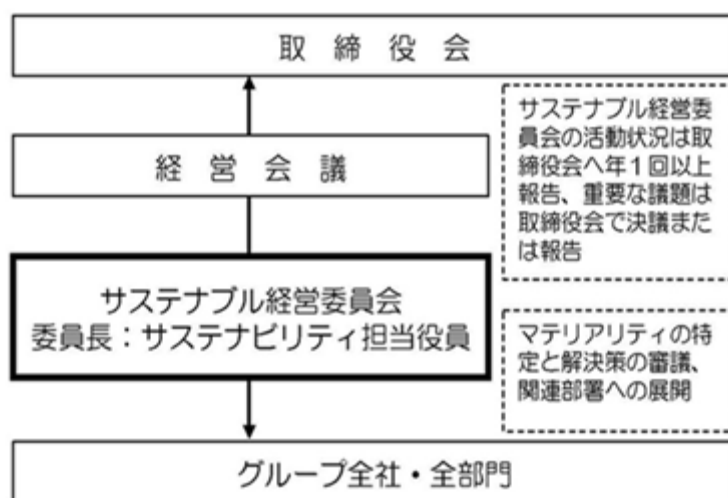 取締役会
サステナブル経営委
員会の活動状況は取
締役会へ年１回以上
報告、重要な議題は
取締役会で決議また
は報告
経営会議
サステナブル経営委員会
委員長：サステナビリティ担当役員
マテリアリティの特
定と解決策の審議、
関連部署への展開
グループ全社・全部門